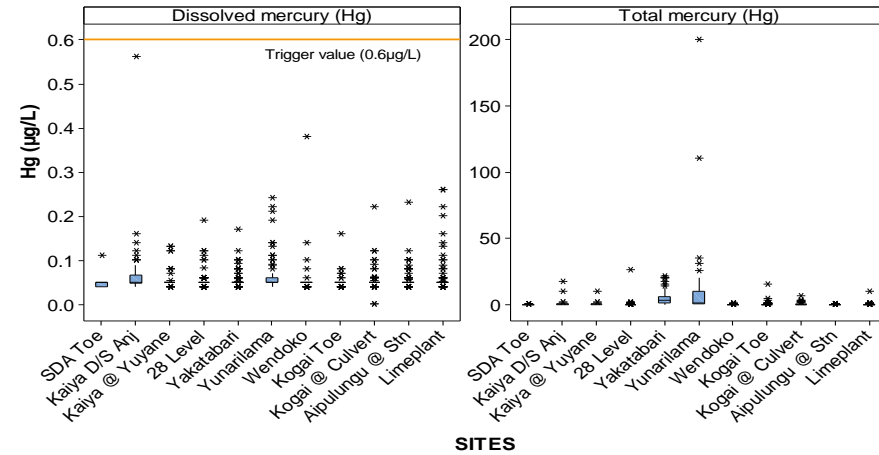 Dissolved mercury (Hg)
Total mercury (Hg)
Hg (µg/L)
0.6
0.5
0.4
0.3
0.2
0.1
0.0
Trigger value (0.6µg/L)
200
150
100
50
0
SDA Toe
Kaiya D/S Anj
Kaiya @ Yuyane
28 Level
Yakatabari
Yunarilama
Wendoko
Kogai Toe
Kogai @ Culvert
Aipulungu @ Stn
Limeplant
SDA Toe
Kaiya D/S Anj
Kaiya @ Yuyane
28 Level
Yakatabari
Yunarilama
Wendoko
Kogai Toe
Kogai @ Culvert
Aipulungu @ Stn
Limeplant
SITES